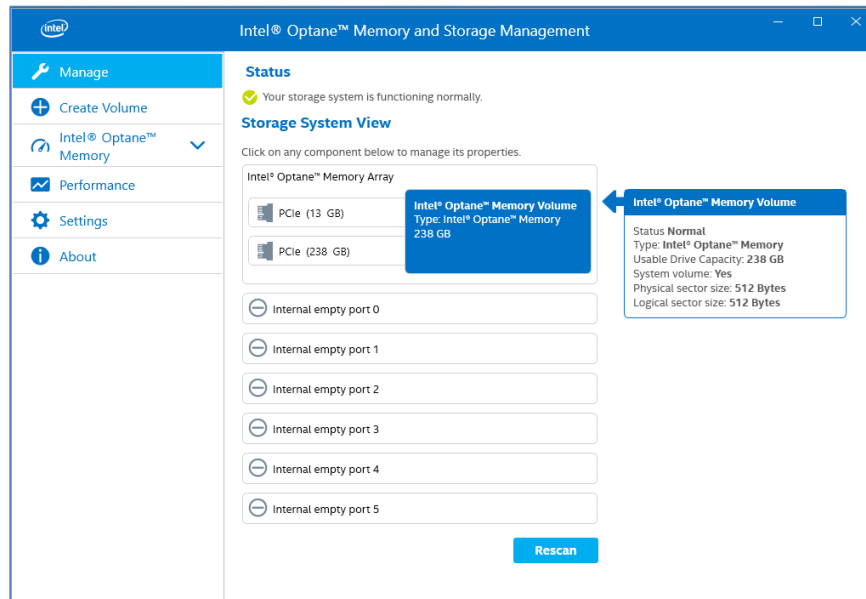 intel
Intel® Optane™ Memory and Storage Management
Manage
Create Volume
Intel® Optane™
Memory
Performance
Settings
About
Status
Your storage system is functioning normally.
Storage System View
Click on any component below to manage its properties.
Intel® Optane™ Memory Array
PCIe (13 GB)
PCIe (238 GB)
Intel® Optane™ Memory Volume
Type: Intel® Optane™ Memory
238 GB
Internal empty port 0
Internal empty port 1
Internal empty port 2
Internal empty port 3
Internal empty port 4
Internal empty port 5
Rescan
Intel® Optane™ Memory Volume
Status Normal
Type: Intel® Optane™ Memory
Usable Drive Capacity: 238 GB
System volume: Yes
Physical sector size: 512 Bytes
Logical sector size: 512 Bytes